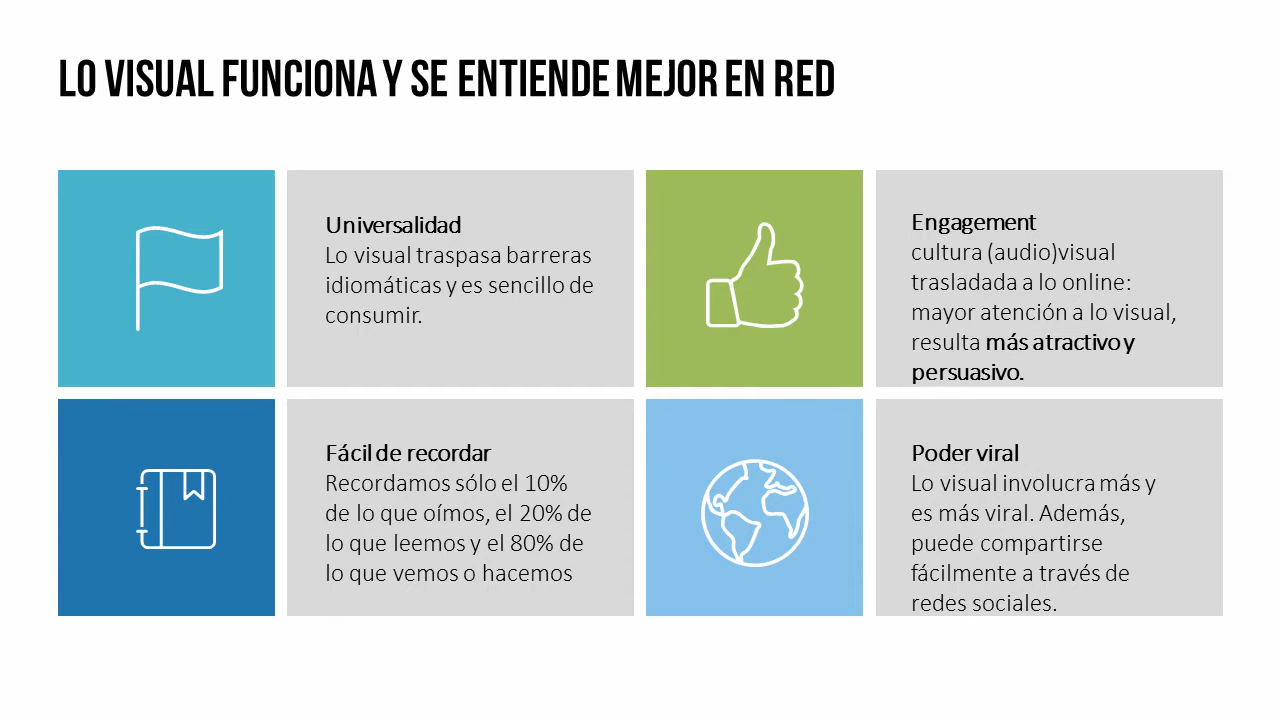 LO VISUAL FUNCIONA Y SE ENTIENDE MEJOR EN RED
Universalidad
Lo visual traspasa barreras
idiomáticas y es sencillo de
consumir.
Engagement
cultura (audio)visual
trasladada a lo online:
mayor atención a lo visual,
resulta más atractivo y
persuasivo.
Fácil de recordar
Recordamos sólo el 10%
de lo que oímos, el 20% de
lo que leemos y el 80% de
lo que vemos o hacemos
Poder viral
Lo visual involucra más y
es más viral. Además,
puede compartirse
fácilmente a través de
redes sociales.